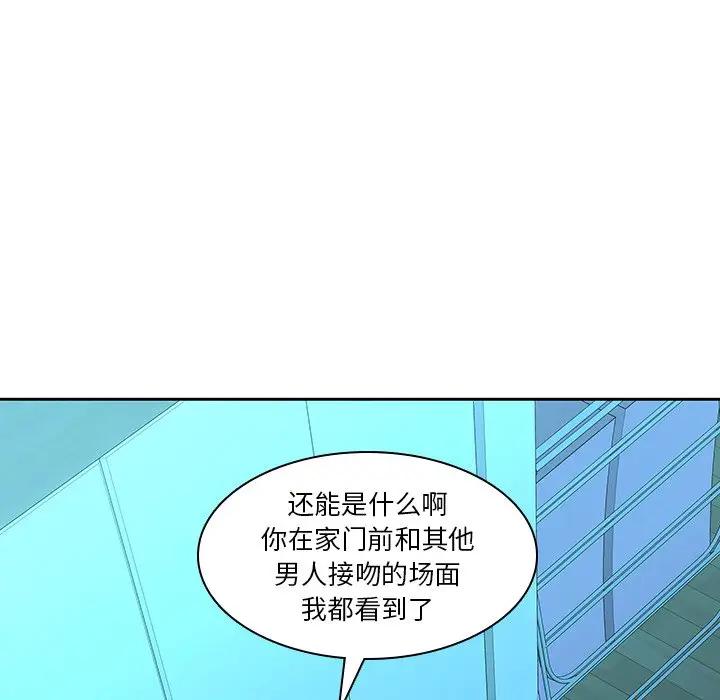 还能是什么啊
你在家门前和其他
男人接吻的场面
我都看到了